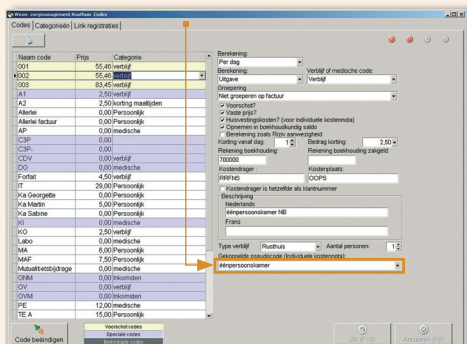 Woon- zorgmanagement Rusthuis Codes
Codes Categorieën Link registraties
Naam code Prijs Categorie
001 55,46 verblijf
002 55,46 verblijf
003 83,45 verblijf
A1 2,50 verblijf
A2 2,50 korting maaltijden
Allerlei 0,00 Persoonlijk
Allerlei factuur 0,00 Persoonlijk
AP 0,00 medische
C3P 0,00
C3P- 0,00
CDV 0,00 verblijf
DO 0,00 medische
Forfait 4,50 verblijf
IT 29,00 Persoonlijk
Ka Georgette 0,00 Persoonlijk
Ka Martin 5,00 Persoonlijk
Ka Sabine 0,00 Persoonlijk
KI 0,00 medische
KO 2,50 verblijf
Labo 0,00 medische
MA 6,00 Persoonlijk
MAF 7,50 Persoonlijk
Mutualiteitsbijdrage 0,00 medische
ONM 0,00 Inkomsten
OV 0,00 verblijf
OVM 0,00 Inkomsten
PE 12,00 medische
TE A 15,00 Persoonlijk
Code beëindigen
Voorschot codes
Speciale codes
Beëindigde codes
Berekening:
Per dag
Berekening: Verblijf of medische code:
Uitgave Verblijf
Groepering
Niet groeperen op factuur
Voorschot?
Vaste prijs?
Huisvestingskosten? (voor individuele kostennota)
Opnemen in boekhoudkundig saldo
Berekening zoals Riziv aanwezigheid
Korting vanaf dag: 1 Bedrag korting: 2,50
Rekening boekhouding: Rekening boekhouding zakgeld:
700000
Kostendrager : Kostenplaats:
RRFNS OOPS
Kostendrager is hetzelfde als klantnummer
Beschrijving
Nederlands
éénpersoonskamer NB
Frans
Type verblijf Rusthuis Aantal personen: 1
Gekoppelde pseudocode (Individuele kostennota):
éénpersoonskamer
OK (F10) Annuleren (F8)